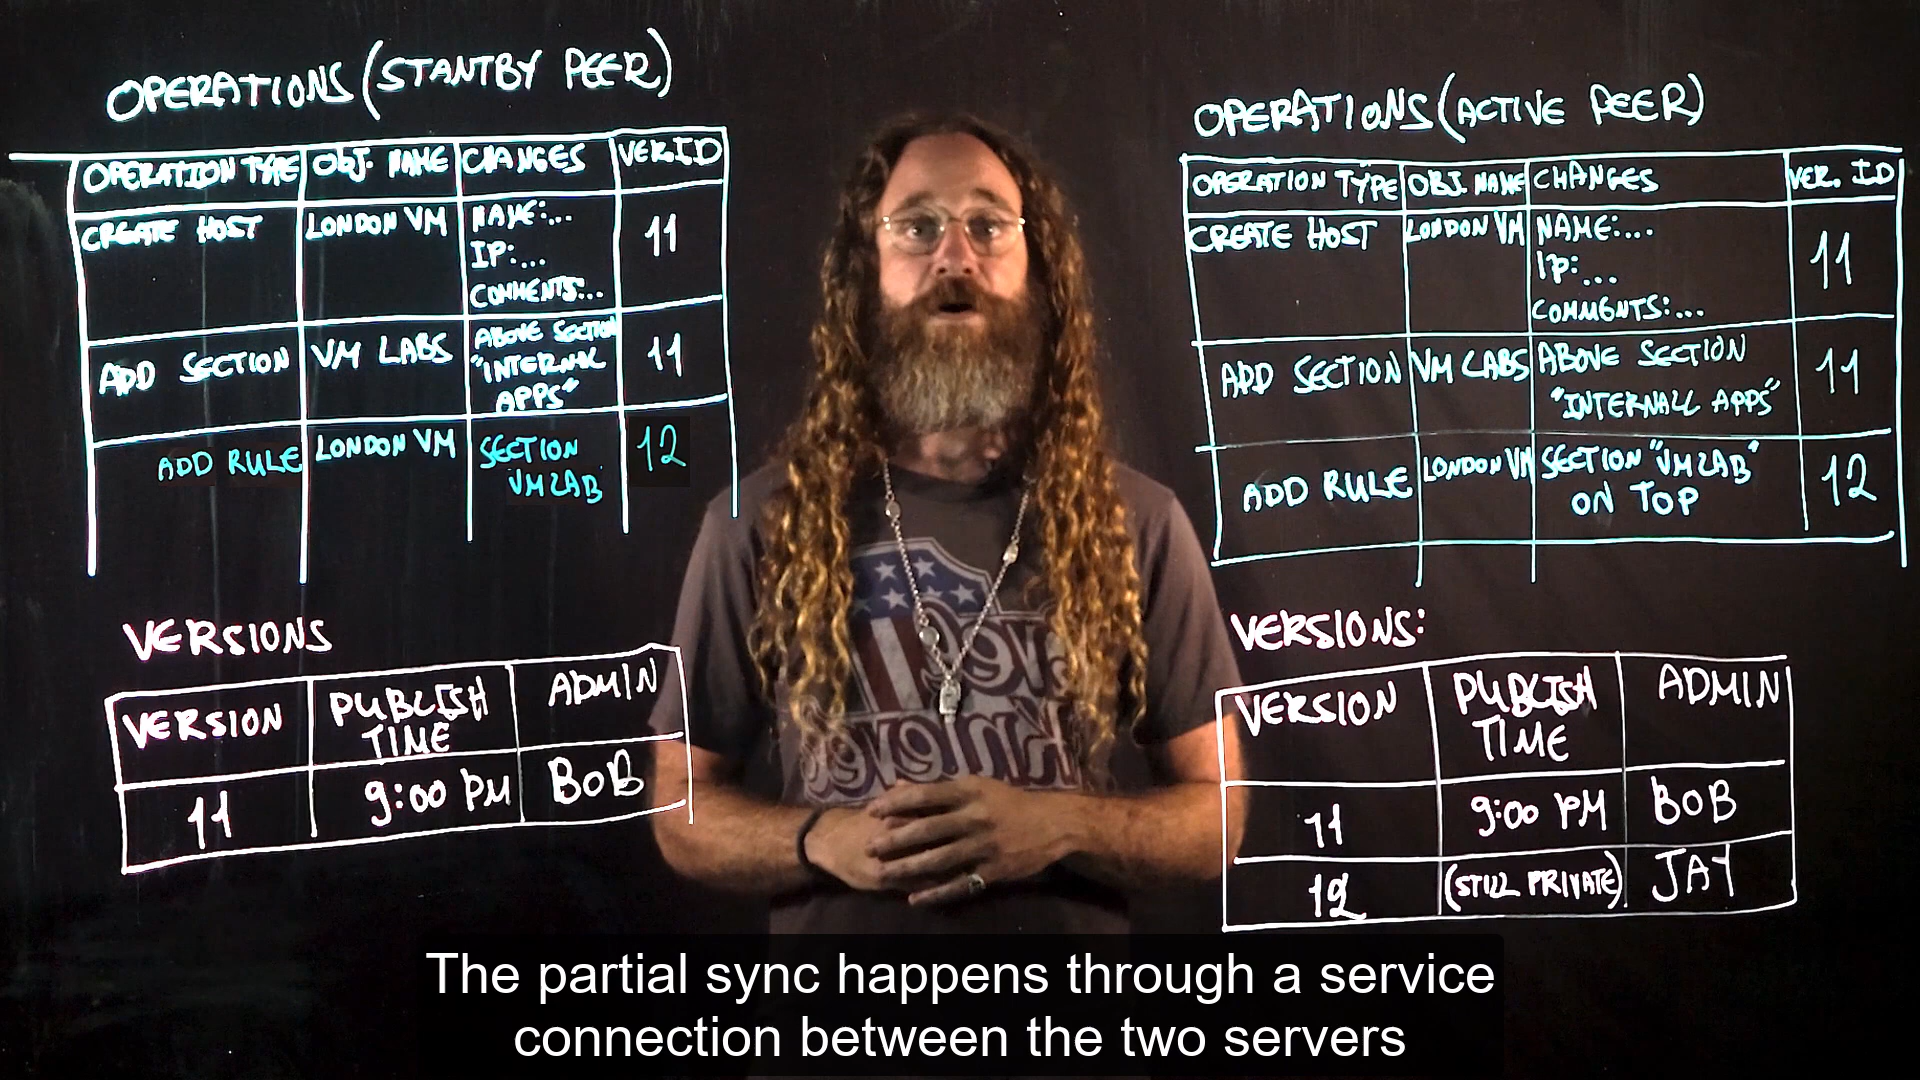 OPERATIONS (STANTBY PEER)
OPERATION TYPE OBJ. NAME CHANGES VER.ID
CREATE HOST LONDON VM NAME:... 11
IP:...
COMMENTS:...
ADD SECTION VM LABS ABOVE SECTION 11
"INTERNAL
APPS"
ADD RULE LONDON VM SECTION 12
VMLAB
VERSIONS
VERSION PUBLISH ADMIN
TIME
11 9:00 PM BOB
OPERATIONS (ACTIVE PEER)
OPERATION TYPE OBJ. NAME CHANGES VER. ID
CREATE HOST LONDON VM NAME:... 11
IP:...
COMMENTS:...
ADD SECTION VM LABS ABOVE SECTION 11
"INTERNALL APPS"
ADD RULE LONDON VM SECTION "VMLAB" 12
ON TOP
VERSIONS:
VERSION PUBLISH ADMIN
TIME
11 9:00 PM BOB
12 (STILL PRIVATE) JAY
The partial sync happens through a service
connection between the two servers